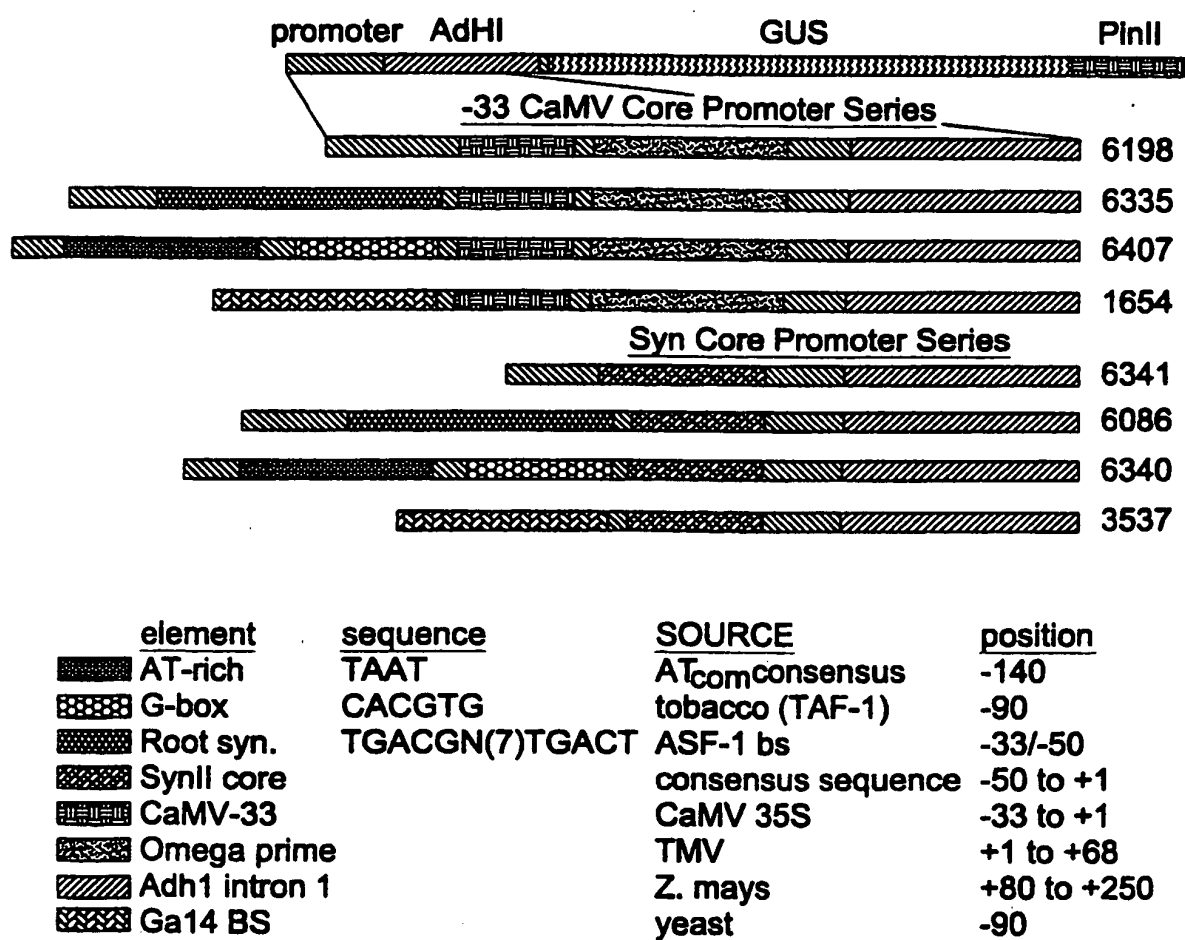 promoter AdHI GUS PinII
-33 CaMV Core Promoter Series
6198
6335
6407
1654
Syn Core Promoter Series
6341
6086
6340
3537
element sequence SOURCE position
AT-rich TAAT ATcomconsensus -140
G-box CACGTG tobacco (TAF-1) -90
Root syn. TGACGN(7)TGACT ASF-1 bs -33/-50
SynII core consensus sequence -50 to +1
CaMV-33 CaMV 35S -33 to +1
Omega prime TMV +1 to +68
Adh1 intron 1 Z. mays +80 to +250
Ga14 BS yeast -90